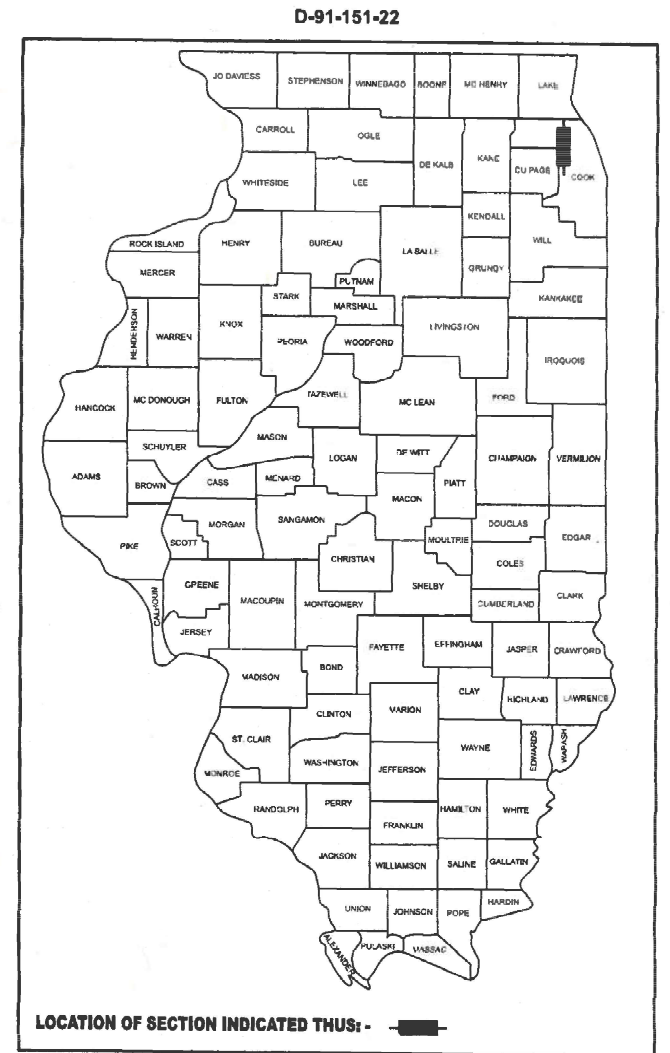 D-91-151-22
JO DAVIESS STEPHENSON WINNEBAGO BOONE MC HENRY LAKE
CARROLL OGLE DE KALB KANE DU PAGE COOK
WHITESIDE LEE
KENDALL
ROCK ISLAND HENRY BUREAU LA SALLE WILL
MERCER PUTNAM GRUNDY
STARK MARSHALL KANKAKEE
HENDERSON WARREN KNOX PEORIA WOODFORD LIVINGSTON
IROQUOIS
HANCOCK MC DONOUGH FULTON TAZEWELL MC LEAN FORD
MASON
SCHUYLER LOGAN DE WITT CHAMPAIGN VERMILION
ADAMS BROWN CASS MENARD PIATT
MACON
MORGAN SANGAMON DOUGLAS
PIKE SCOTT CHRISTIAN MOULTRIE EDGAR
COLES
GREENE MACOUPIN MONTGOMERY SHELBY CLARK
CALHOUN CUMBERLAND
JERSEY
FAYETTE EFFINGHAM JASPER CRAWFORD
MADISON BOND
CLAY RICHLAND LAWRENCE
CLINTON MARION
ST. CLAIR WAYNE EDWARDS WABASH
WASHINGTON JEFFERSON
MONROE
RANDOLPH PERRY HAMILTON WHITE
FRANKLIN
JACKSON WILLIAMSON SALINE GALLATIN
UNION JOHNSON POPE HARDIN
ALEXANDER PULASKI MASSAC
LOCATION OF SECTION INDICATED THUS: -